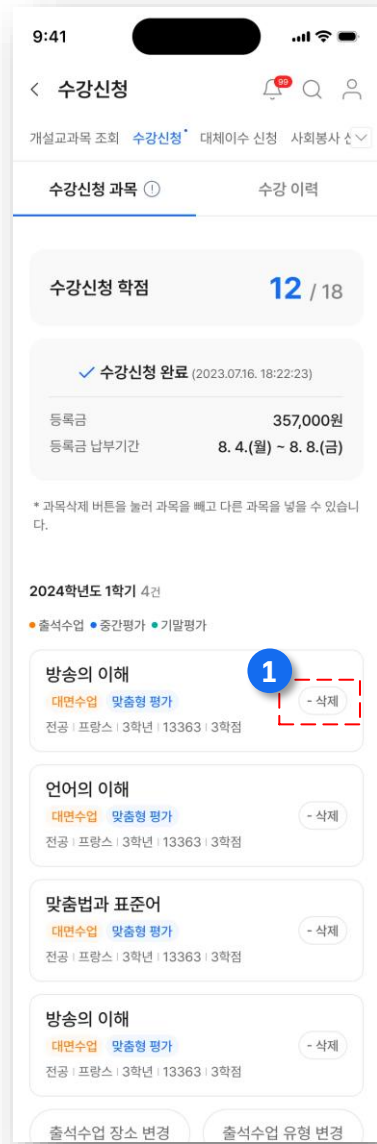 9:41
수강신청
99
개설교과목 조회 수강신청 대체이수 신청 사회봉사
수강신청 과목 수강 이력
수강신청 학점 12 / 18
수강신청 완료 (2023.07.16. 18:22:23)
등록금 357,000원
등록금 납부기간 8. 4.(월) ~ 8. 8.(금)
* 과목삭제 버튼을 눌러 과목을 빼고 다른 과목을 넣을 수 있습니
다.
2024학년도 1학기 4건
출석수업 중간평가 기말평가
방송의 이해 1
대면수업 맞춤형 평가 - 삭제
전공 | 프랑스 | 3학년 | 13363 | 3학점
언어의 이해
대면수업 맞춤형 평가 - 삭제
전공 | 프랑스 | 3학년 | 13363 | 3학점
맞춤법과 표준어
대면수업 맞춤형 평가 - 삭제
전공 | 프랑스 | 3학년 | 13363 | 3학점
방송의 이해
대면수업 맞춤형 평가 - 삭제
전공 | 프랑스 | 3학년 | 13363 | 3학점
출석수업 장소 변경 출석수업 유형 변경